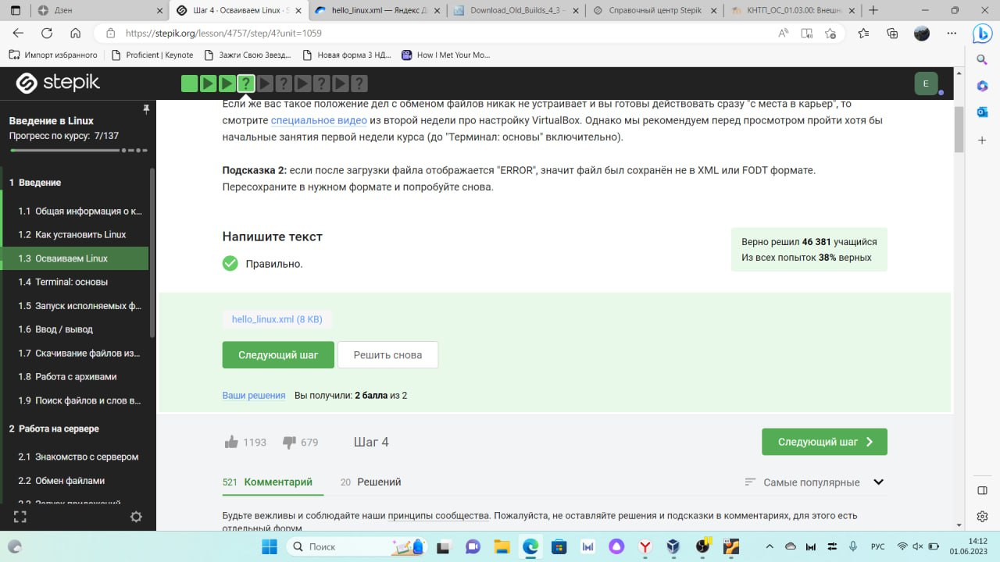 Дзен
Шаг 4 · Осваиваем Linux · S
hello_linux.xml — Яндекс Д
Download_Old_Builds_4_3 –
Справочный центр Stepik
КНТП_ОС_01.03.00: Внешн
https://stepik.org/lesson/4757/step/4?unit=1059
Импорт избранного
Proficient | Keynote
Зажги Свою Звезд...
Новая форма 3 НД...
How I Met Your Mo...
stepik
E
Введение в Linux
Прогресс по курсу: 7/137
1 Введение
1.1 Общая информация о к...
1.2 Как установить Linux
1.3 Осваиваем Linux
1.4 Terminal: основы
1.5 Запуск исполняемых ф...
1.6 Ввод / вывод
1.7 Скачивание файлов из...
1.8 Работа с архивами
1.9 Поиск файлов и слов в...
2 Работа на сервере
2.1 Знакомство с сервером
2.2 Обмен файлами
2.3 Запуск приложений
Если же вас такое положение дел с обменом файлов никак не устраивает и вы готовы действовать сразу "с места в карьер", то
смотрите специальное видео из второй недели про настройку VirtualBox. Однако мы рекомендуем перед просмотром пройти хотя бы
начальные занятия первой недели курса (до "Терминал: основы" включительно).
Подсказка 2: если после загрузки файла отображается "ERROR", значит файл был сохранён не в XML или FODT формате.
Пересохраните в нужном формате и попробуйте снова.
Напишите текст
Правильно.
Верно решил 46 381 учащийся
Из всех попыток 38% верных
hello_linux.xml (8 KB)
Следующий шаг
Решить снова
Ваши решения Вы получили: 2 балла из 2
1193
679
Шаг 4
Следующий шаг
521 Комментарий
20 Решений
Самые популярные
Будьте вежливы и соблюдайте наши принципы сообщества. Пожалуйста, не оставляйте решения и подсказки в комментариях, для этого есть
отдельный форум.
Поиск
РУС
14:12
01.06.2023